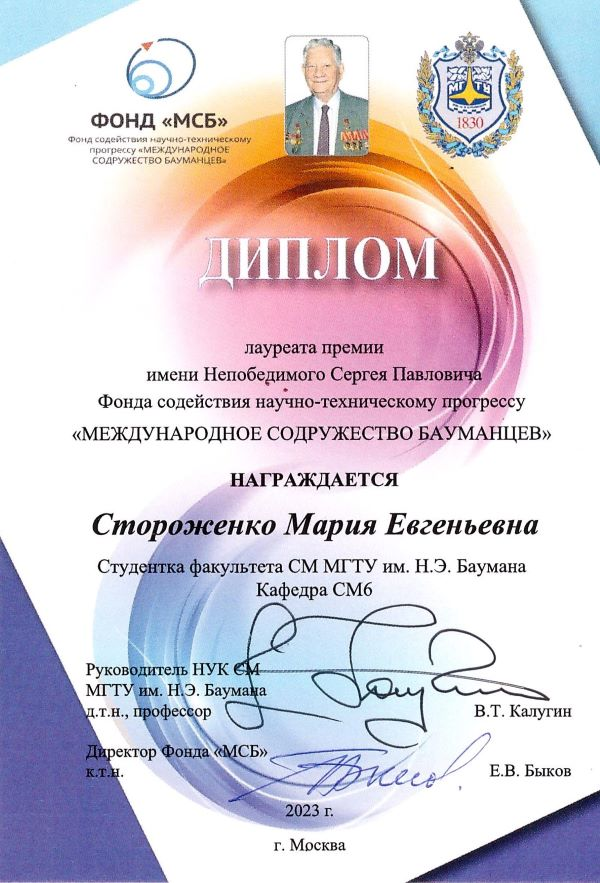 ФОНД «МСБ»
Фонд содействия научно-техническому
прогрессу «МЕЖДУНАРОДНОЕ
СОДРУЖЕСТВО БАУМАНЦЕВ»
МГТУ
1830
ДИПЛОМ
лауреата премии
имени Непобедимого Сергея Павловича
Фонда содействия научно-техническому прогрессу
«МЕЖДУНАРОДНОЕ СОДРУЖЕСТВО БАУМАНЦЕВ»
НАГРАЖДАЕТСЯ
Стороженко Мария Евгеньевна
Студентка факультета СМ МГТУ им. Н.Э. Баумана
Кафедра СМ6
Руководитель НУК СМ
МГТУ им. Н.Э. Баумана
д.т.н., профессор
В.Т. Калугин
Директор Фонда «МСБ»
к.т.н.
Е.В. Быков
2023 г.
г. Москва